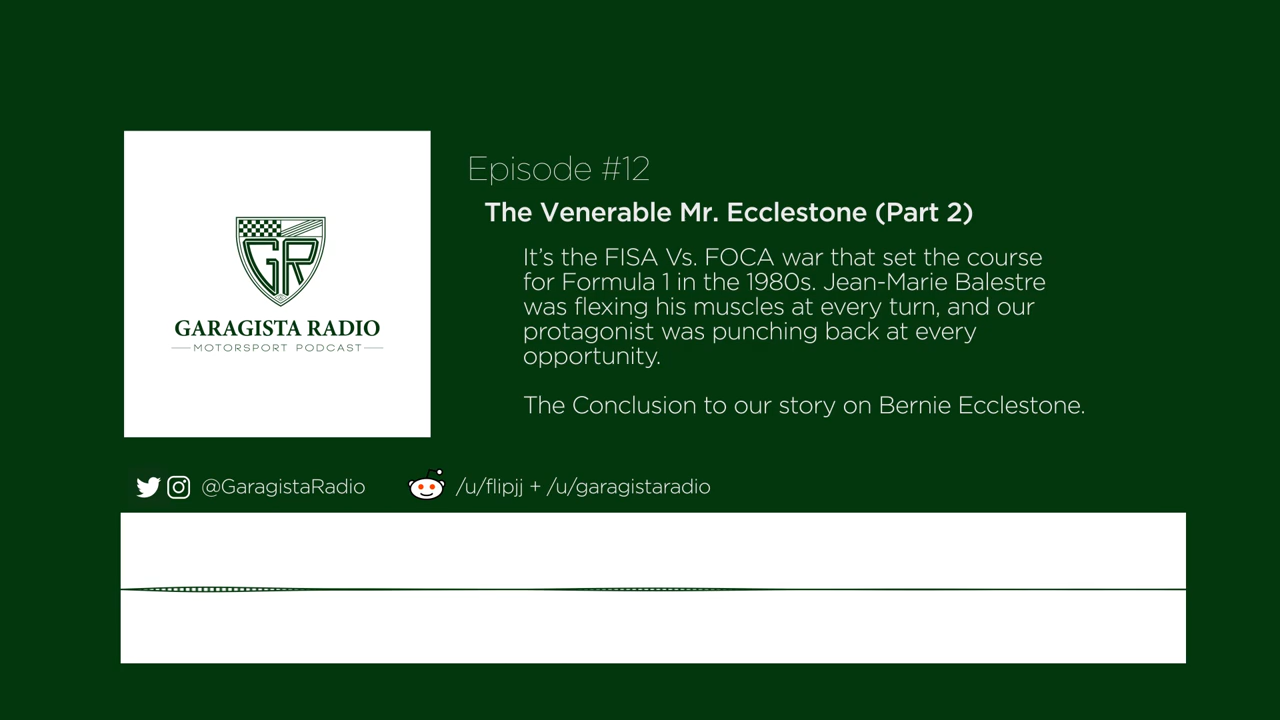 Episode #12
The Venerable Mr. Ecclestone (Part 2)
It’s the FISA Vs. FOCA war that set the course
for Formula 1 in the 1980s. Jean-Marie Balestre
was flexing his muscles at every turn, and our
protagonist was punching back at every
opportunity.
The Conclusion to our story on Bernie Ecclestone.
GR
GARAGISTA RADIO
MOTORSPORT PODCAST
@GaragistaRadio
/u/flipjj + /u/garagistaradio